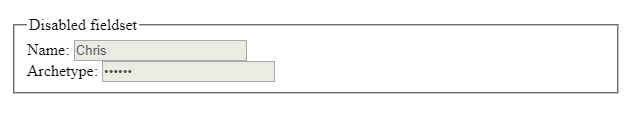 Disabled fieldset
Name: Chris
Archetype: ••••••